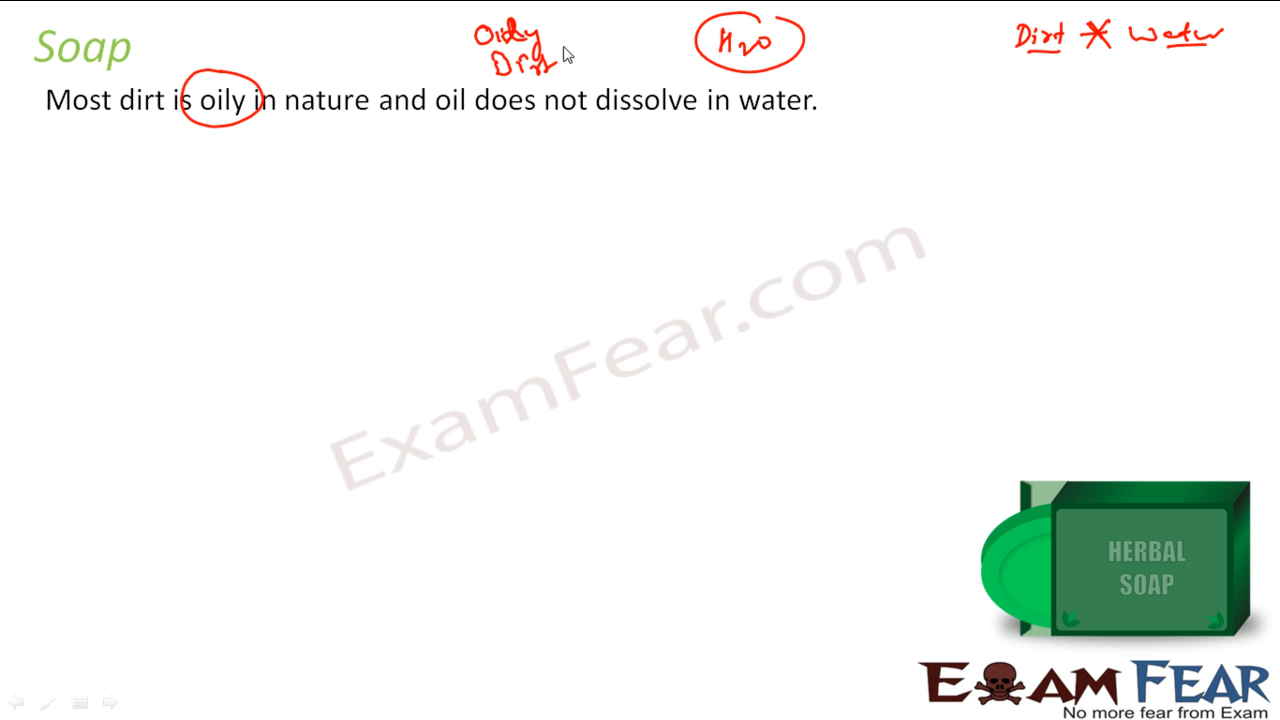 Soap
Oily
Dirt
H2O
Dirt * Water
Most dirt is oily in nature and oil does not dissolve in water.
ExamFear.com
HERBAL
SOAP
EXAM FEAR
No more fear from Exam